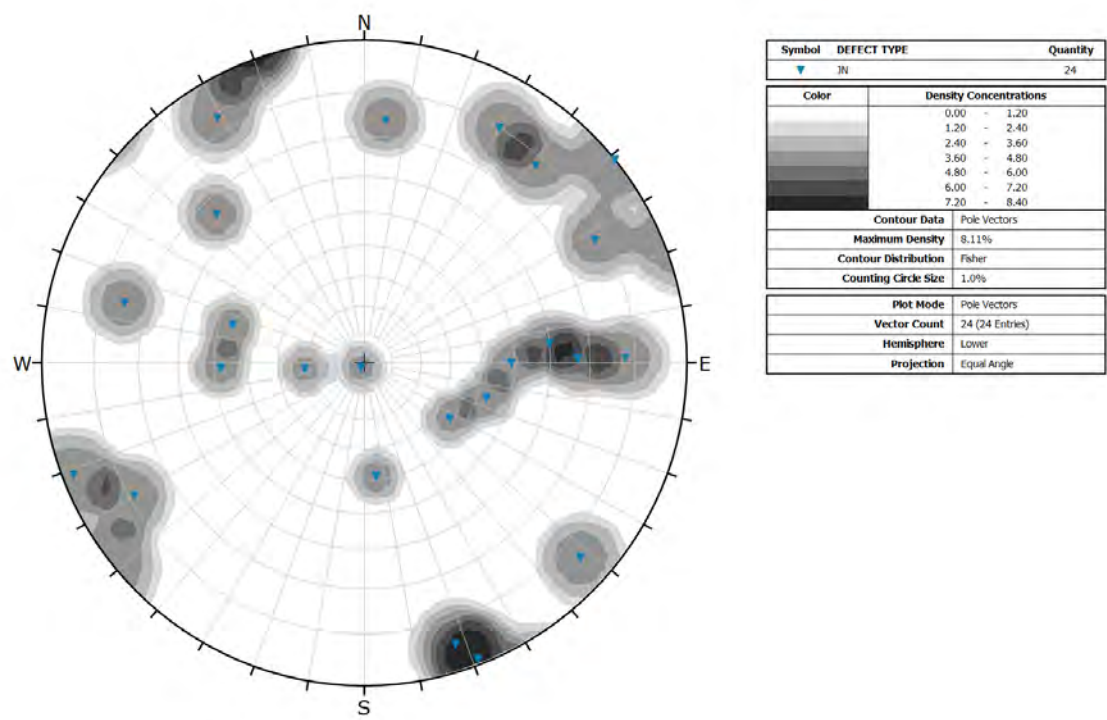 N
W
E
S
Symbol DEFECT TYPE Quantity
JN 24
Color Density Concentrations
0.00 - 1.20
1.20 - 2.40
2.40 - 3.60
3.60 - 4.80
4.80 - 6.00
6.00 - 7.20
7.20 - 8.40
Contour Data Pole Vectors
Maximum Density 8.11%
Contour Distribution Fisher
Counting Circle Size 1.0%
Plot Mode Pole Vectors
Vector Count 24 (24 Entries)
Hemisphere Lower
Projection Equal Angle